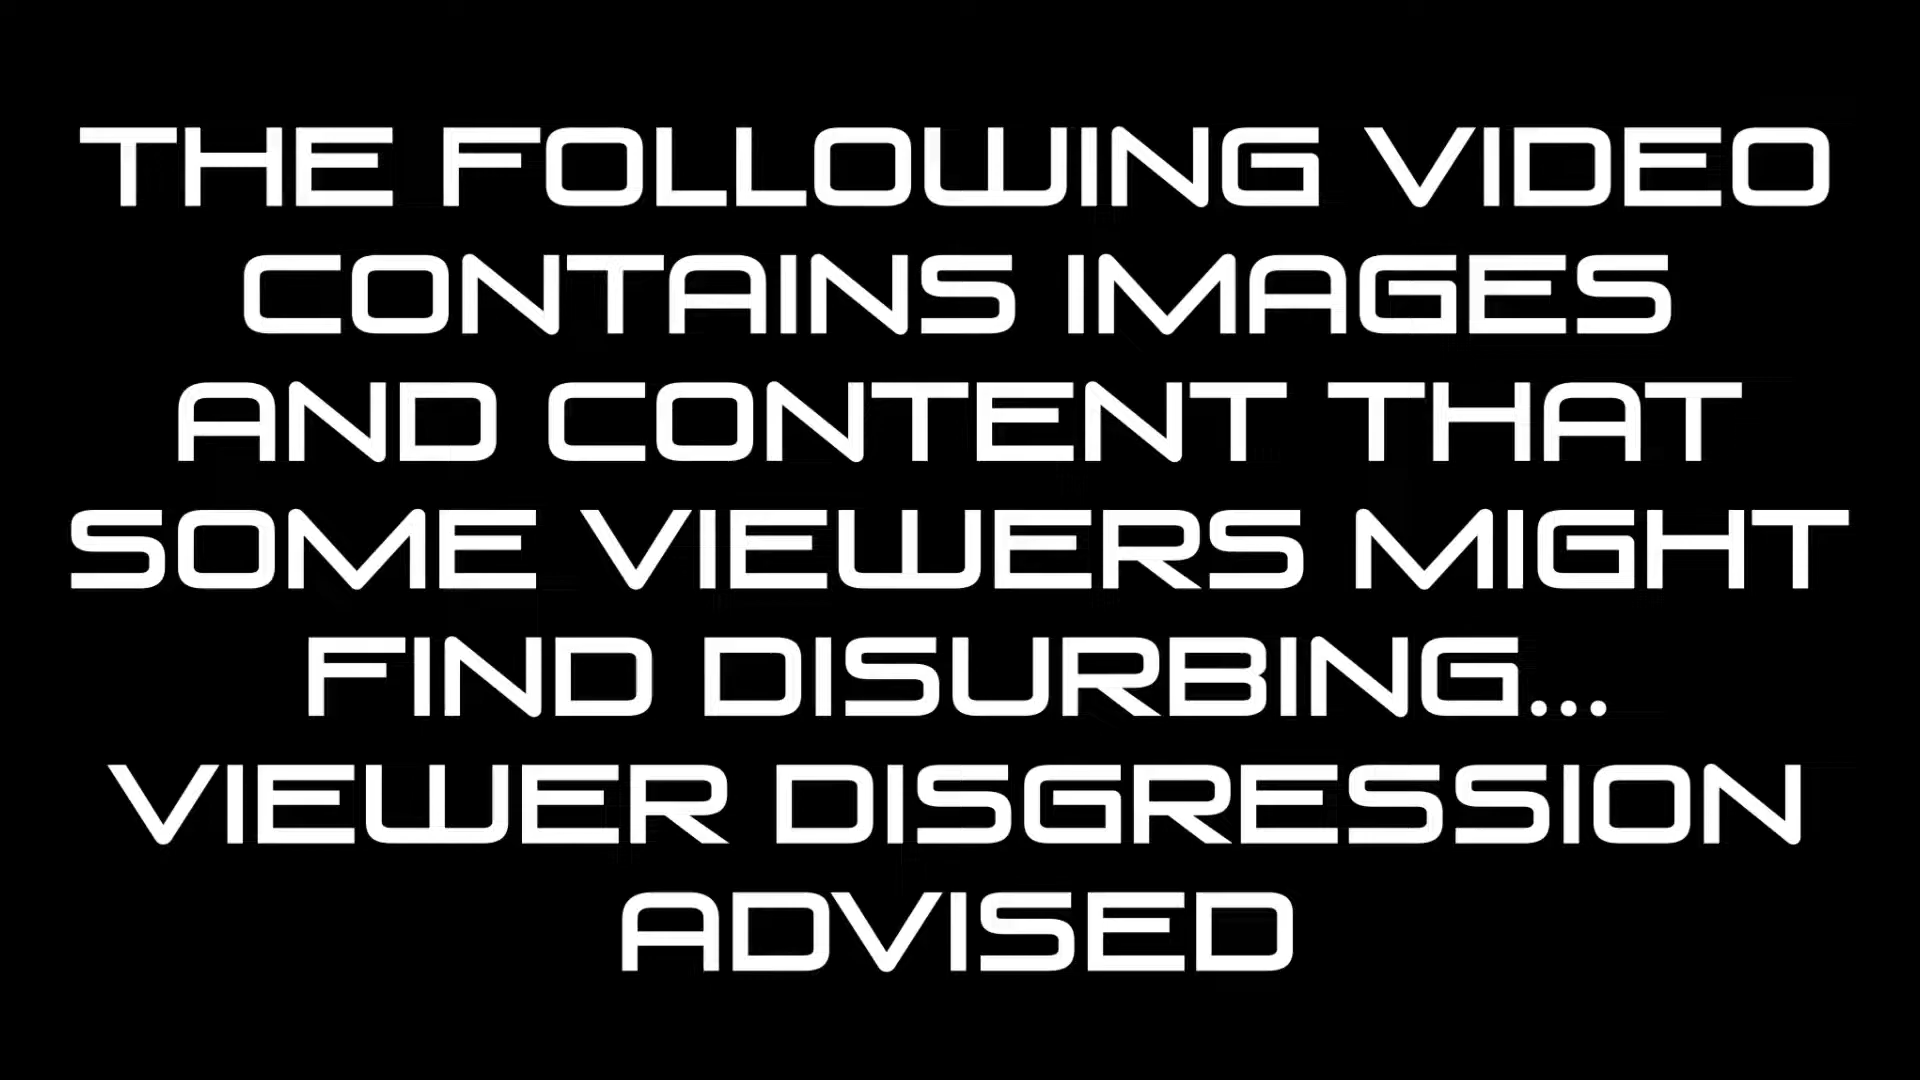 THE FOLLOWING VIDEO
CONTAINS IMAGES
AND CONTENT THAT
SOME VIEWERS MIGHT
FIND DISURBING...
VIEWER DISGRESSION
ADVISED